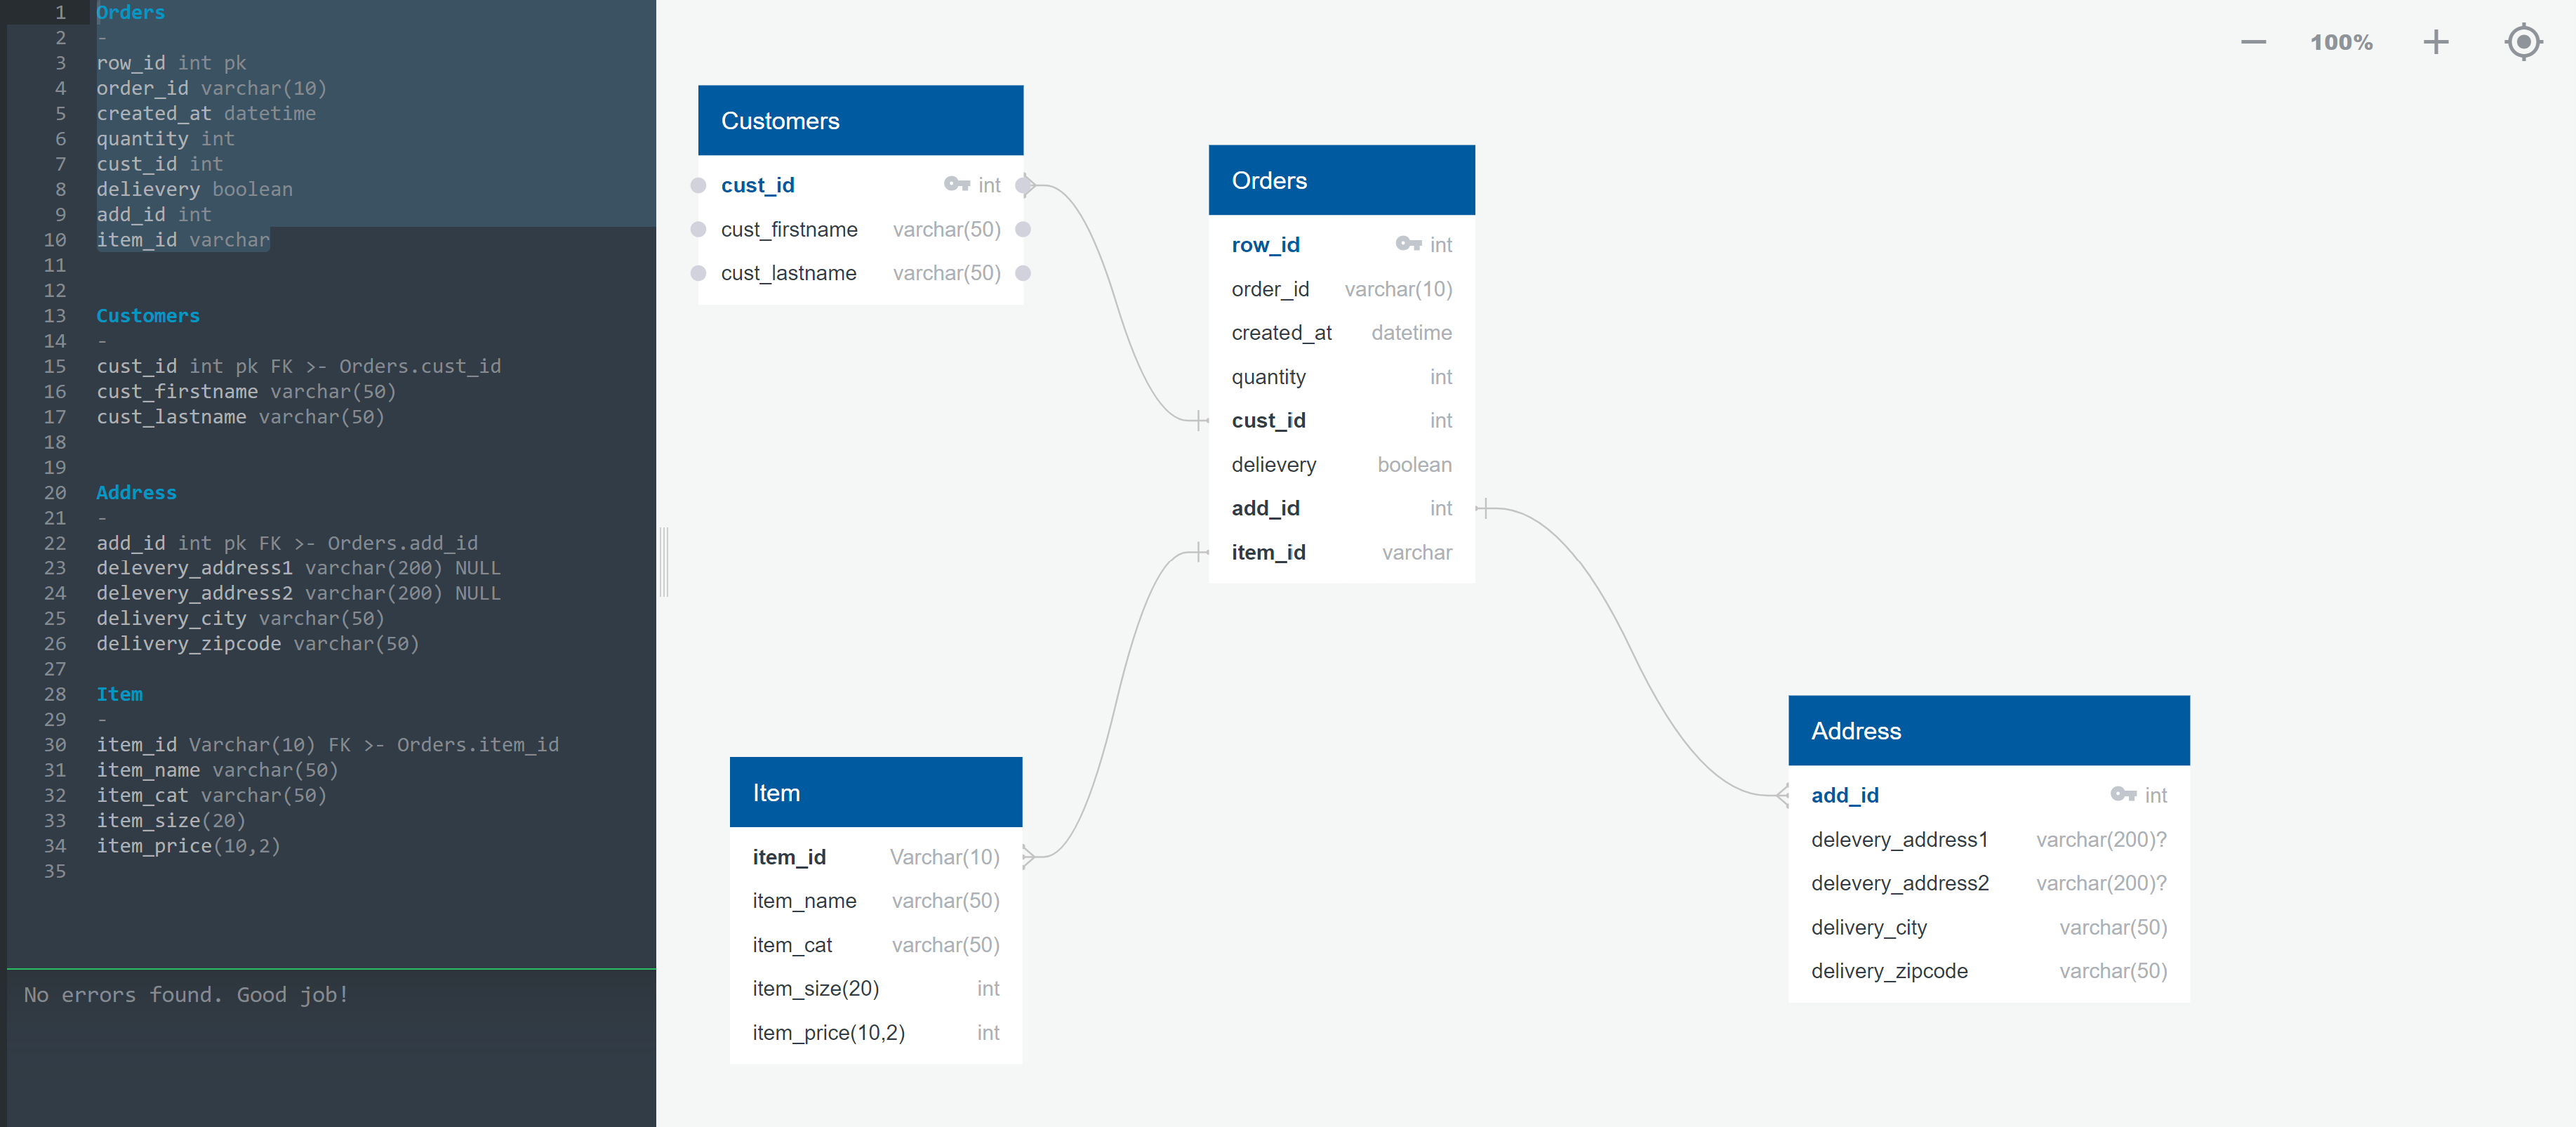 1 Orders
2 -
3 row_id int pk
4 order_id varchar(10)
5 created_at datetime
6 quantity int
7 cust_id int
8 delievery boolean
9 add_id int
10 item_id varchar
11
12
13 Customers
14 -
15 cust_id int pk FK >- Orders.cust_id
16 cust_firstname varchar(50)
17 cust_lastname varchar(50)
18
19
20 Address
21 -
22 add_id int pk FK >- Orders.add_id
23 delevery_address1 varchar(200) NULL
24 delevery_address2 varchar(200) NULL
25 delivery_city varchar(50)
26 delivery_zipcode varchar(50)
27
28 Item
29 -
30 item_id Varchar(10) FK >- Orders.item_id
31 item_name varchar(50)
32 item_cat varchar(50)
33 item_size(20)
34 item_price(10,2)
35
No errors found. Good job!
100%
Customers
cust_id int
cust_firstname varchar(50)
cust_lastname varchar(50)
Orders
row_id int
order_id varchar(10)
created_at datetime
quantity int
cust_id int
delievery boolean
add_id int
item_id varchar
Item
item_id Varchar(10)
item_name varchar(50)
item_cat varchar(50)
item_size(20) int
item_price(10,2) int
Address
add_id int
delevery_address1 varchar(200)?
delevery_address2 varchar(200)?
delivery_city varchar(50)
delivery_zipcode varchar(50)